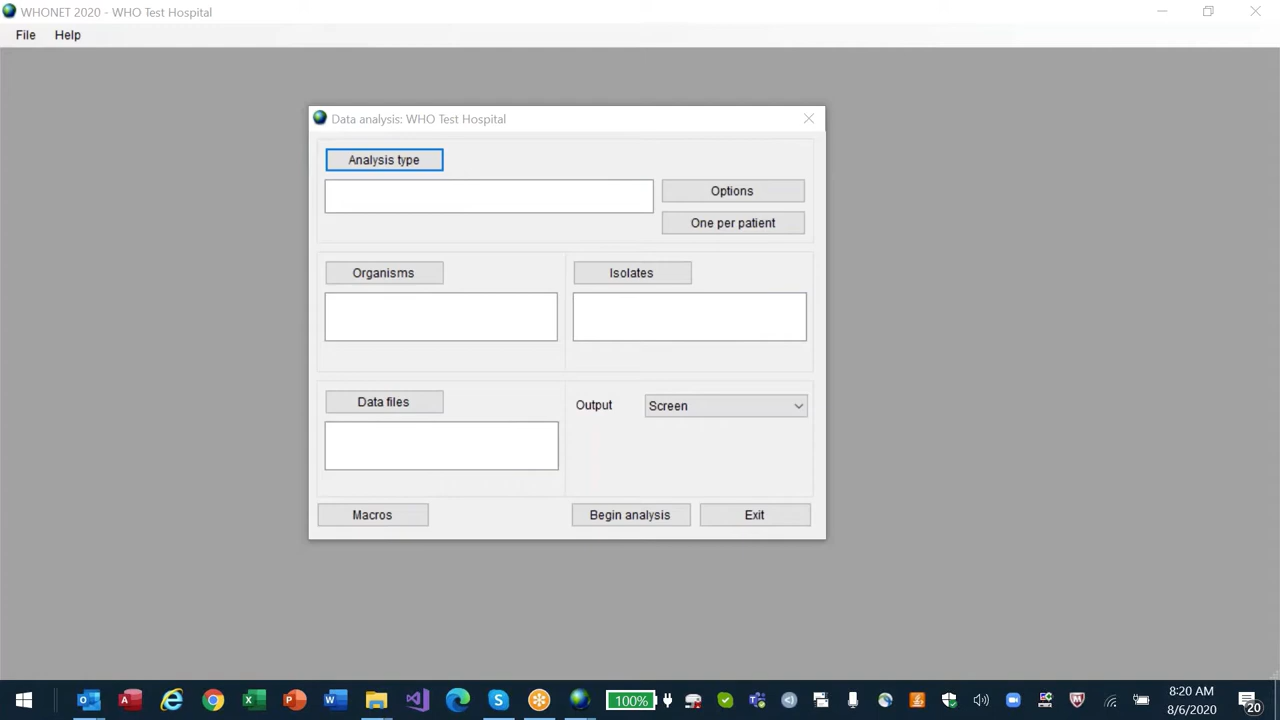 WHONET 2020 - WHO Test Hospital
File Help
Data analysis: WHO Test Hospital
Analysis type
Options
One per patient
Organisms Isolates
Data files Output Screen
Macros Begin analysis Exit
100% 8:20 AM
8/6/2020 20